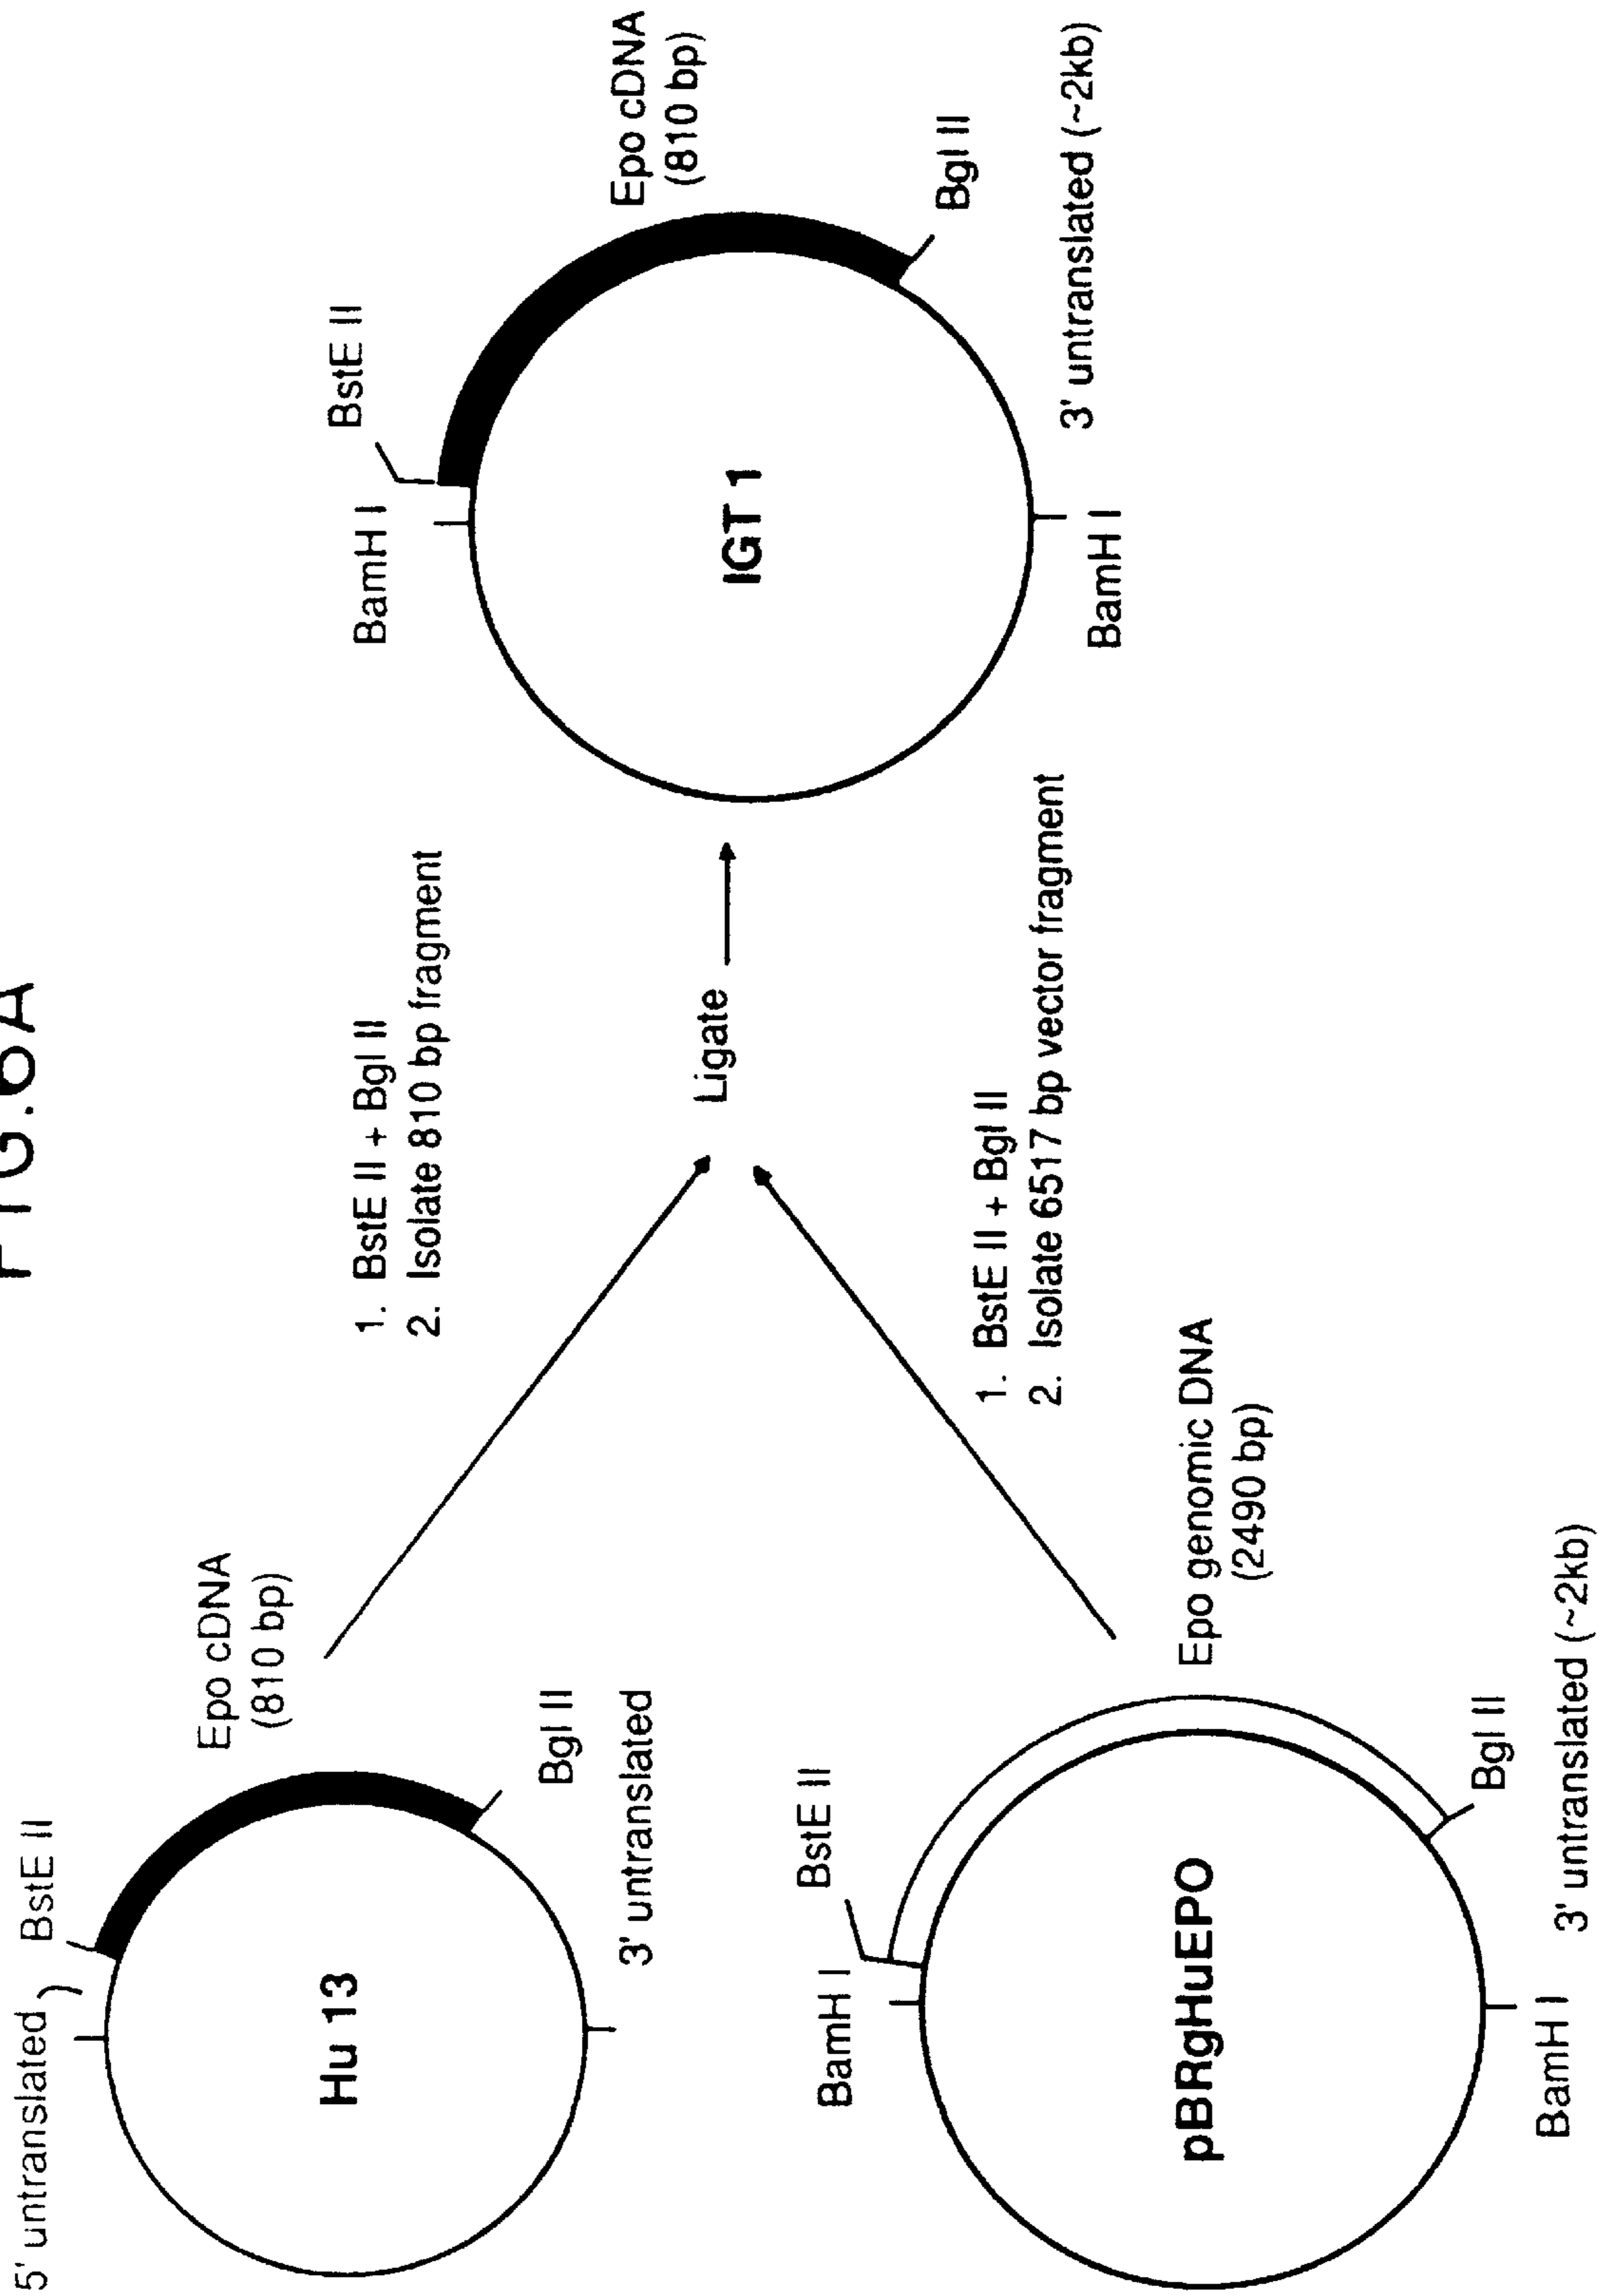 FIG.6A
5' untranslated
BstE II
Epo cDNA
(810 bp)
Hu 13
Bgl II
3' untranslated
1. BstE II + Bgl II
2. Isolate 810 bp fragment
Ligate
1. BstE II + Bgl II
2. Isolate 6517 bp vector fragment
BamH I
BstE II
Epo genomic DNA
(2490 bp)
pBRgHuEPO
Bgl II
BamH I
3' untranslated (~2kb)
BamH I
BstE II
Epo cDNA
(810 bp)
IGT 1
Bgl II
BamH I
3' untranslated (~2kb)